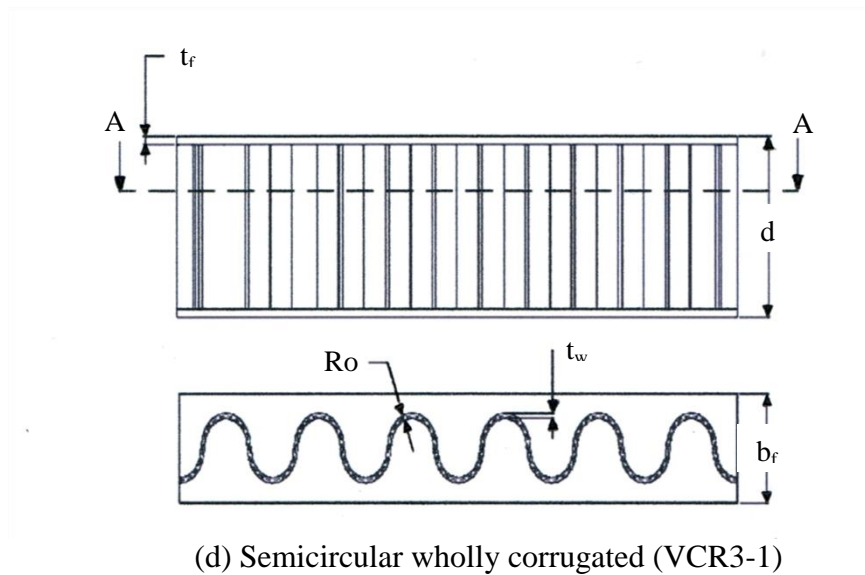 t_f
A
A
d
Ro
t_w
b_f
(d) Semicircular wholly corrugated (VCR3-1)